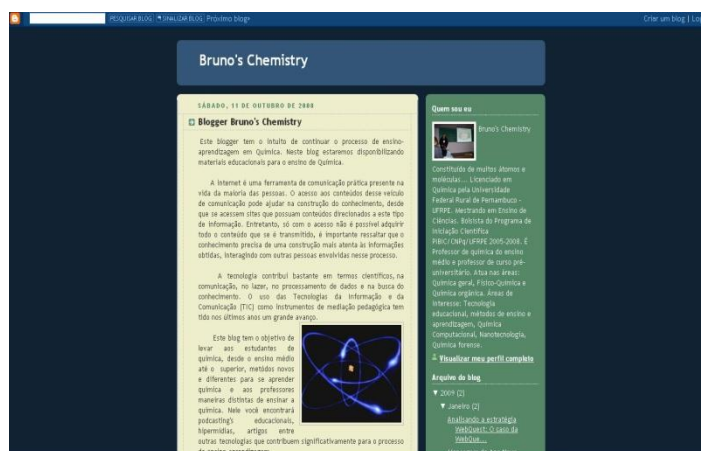 PESQUISAR BLOG
SINALIZAR BLOG
Próximo blog»
Criar um blog | Log
Bruno's Chemistry
SÁBADO, 11 DE OUTUBRO DE 2008
Blogger Bruno's Chemistry
Este blogger tem o intuito de continuar o processo de ensino-
aprendizagem em Química. Neste blog estaremos disponibilizando
materiais educacionais para o ensino de Química.
A internet é uma ferramenta de comunicação prática presente na
vida da maioria das pessoas. O acesso aos conteúdos desse veículo
de comunicação pode ajudar na construção do conhecimento, desde
que se acessem sites que possuam conteúdos direcionados a este tipo
de informação. Entretanto, só com o acesso não é possível adquirir
todo o conteúdo que se é transmitido, é importante ressaltar que o
conhecimento precisa de uma construção mais atenta às informações
obtidas, interagindo com outras pessoas envolvidas nesse processo.
A tecnologia contribui bastante em termos científicos, na
comunicação, no lazer, no processamento de dados e na busca do
conhecimento. O uso das Tecnologias da Informação e da
Comunicação (TIC) como instrumentos de mediação pedagógica tem
tido nos últimos anos um grande avanço.
Este blog tem o objetivo de
levar aos estudantes de
química, desde o ensino médio
até o superior, metódos novos
e diferentes para se aprender
química e aos professores
maneiras distintas de ensinar a
química. Nele você encontrará
podcasting's educacionais,
hipermídias, artigos entre
outras tecnologias que contribuem significativamente para o processo
de ensino-aprendizagem.
Quem sou eu
Bruno's Chemistry
Constituído de muitos átomos e
moléculas... Licenciado em
Química pela Universidade
Federal Rural de Pernambuco -
UFRPE. Mestrando em Ensino de
Ciências. Bolsista do Programa de
Iniciação Científica
PIBIC/CNPq/UFRPE 2005-2008. É
Professor de química do ensino
médio e professor de curso pré-
universitário. Atua nas áreas:
Química geral, Físico-Química e
Química orgânica. Áreas de
interesse: Tecnologia
educacional, métodos de ensino e
aprendizagem, Química
Computacional, Nanotecnologia,
Química forense.
Visualizar meu perfil completo
Arquivo do blog
▼ 2009 (2)
▼ Janeiro (2)
Analisando a estratégia
WebQuest: O caso da
WebQue...